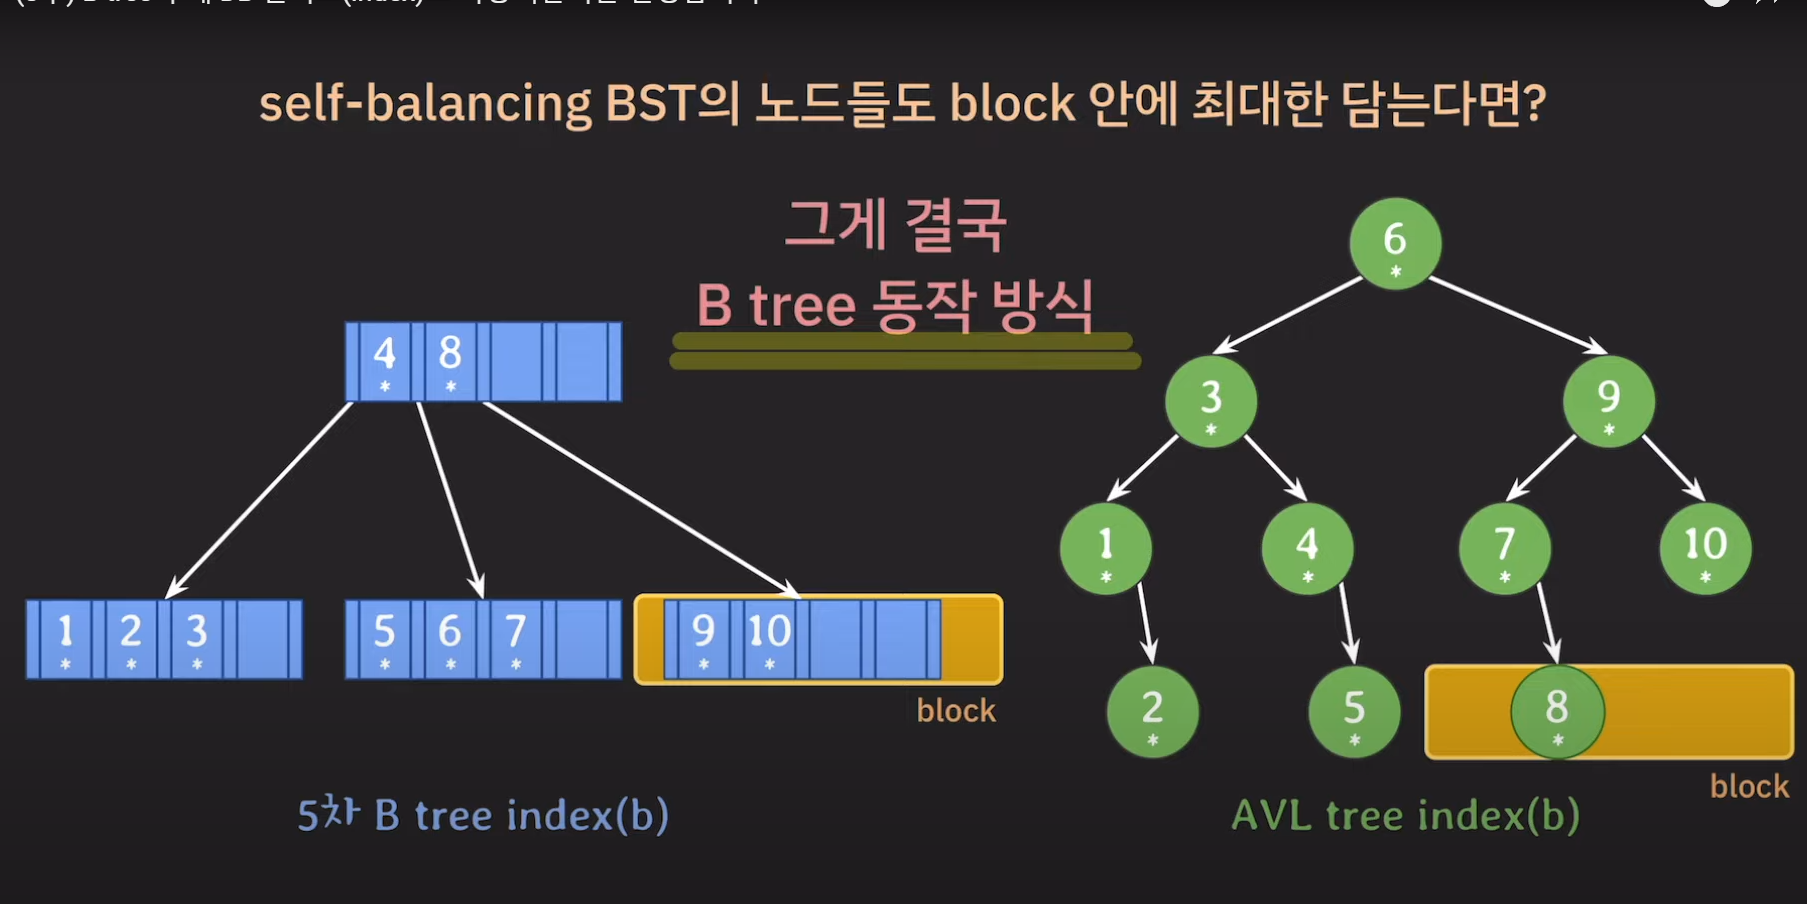 self-balancing BST의 노드들도 block 안에 최대한 담는다면?
그게 결국
B tree 동작 방식
4 8
* *
1 2 3
* * *
5 6 7
* * *
9 10
* *
block
5차 B tree index(b)
6
*
3 9
* *
1 4 7 10
* * * *
2 5 8
* * *
block
AVL tree index(b)